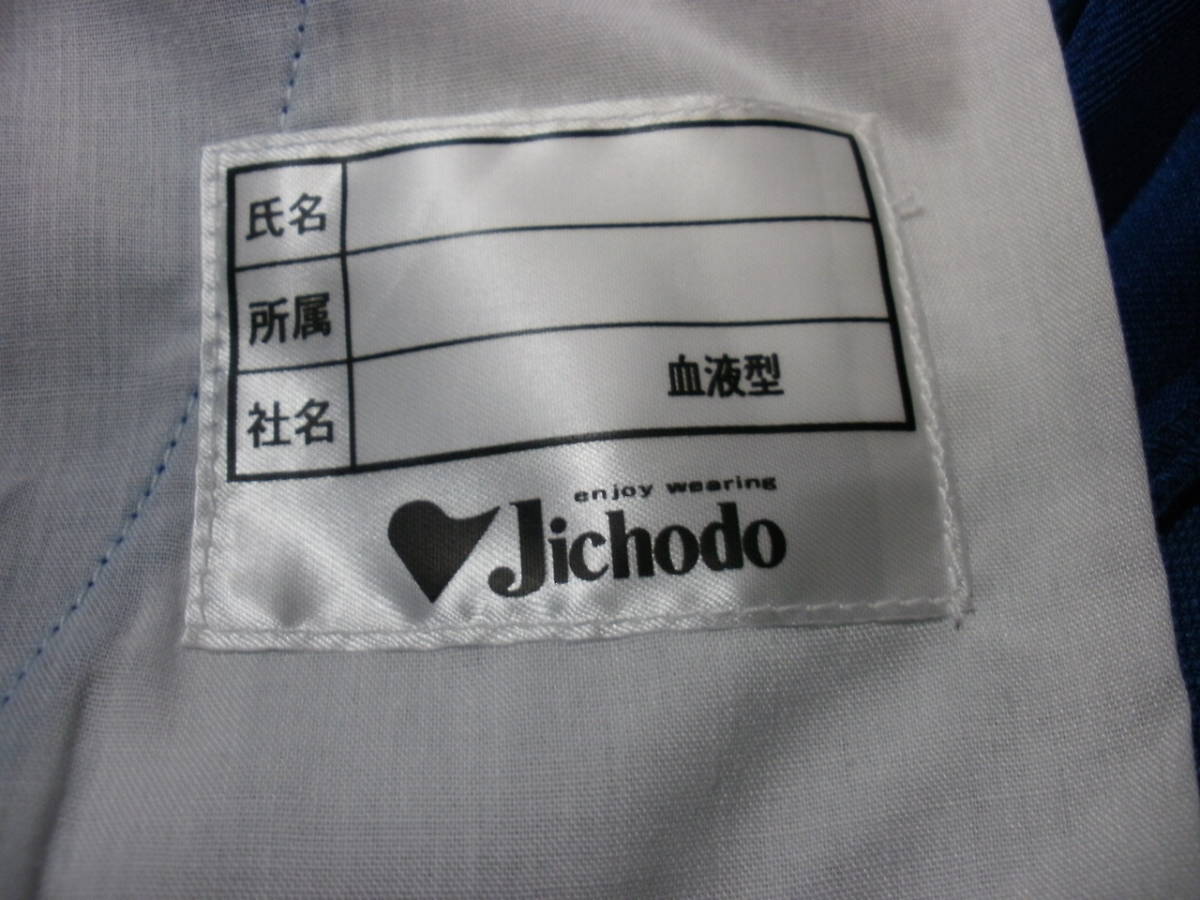 氏名
所属
社名 血液型
enjoy wearing
Jichodo